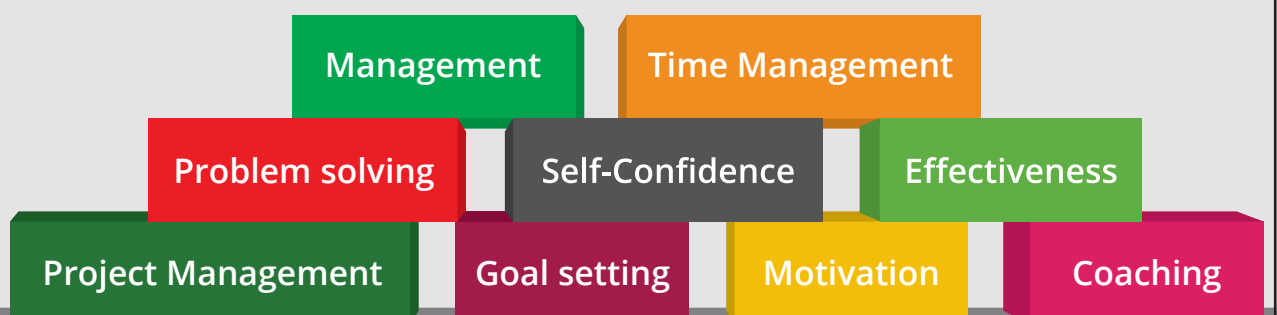 Management
Time Management
Problem solving
Self-Confidence
Effectiveness
Project Management
Goal setting
Motivation
Coaching